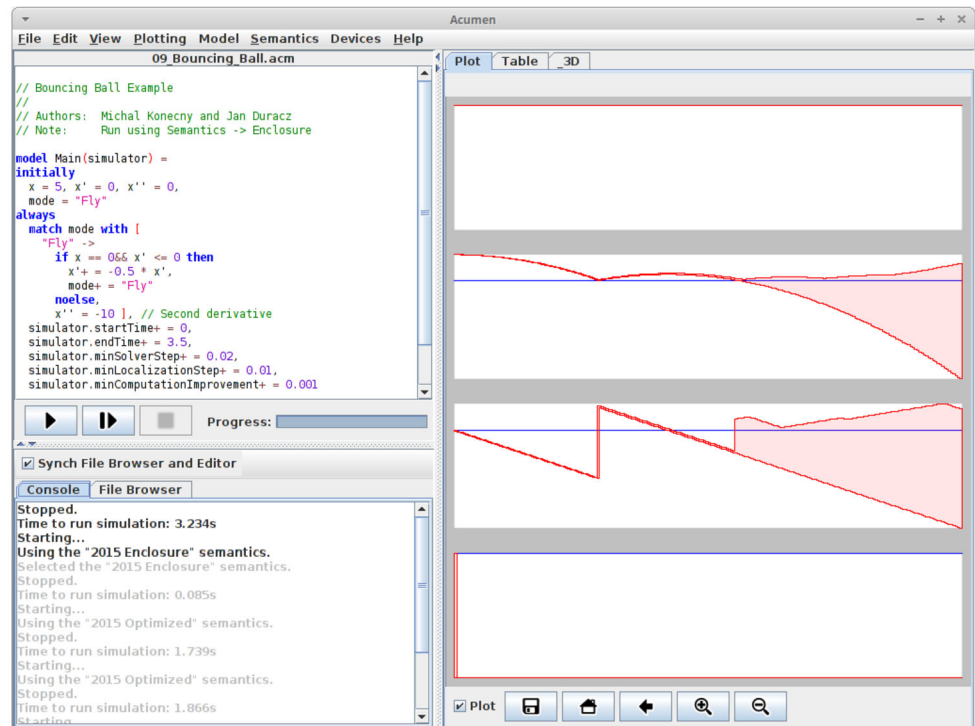 Acumen
File Edit View Plotting Model Semantics Devices Help
09_Bouncing_Ball.acm
// Bouncing Ball Example
//
// Authors:  Michal Konecny and Jan Duracz
// Note:     Run using Semantics -> Enclosure
model Main(simulator) =
initially
  x = 5, x' = 0, x'' = 0,
  mode = "Fly"
always
  match mode with [
    "Fly" ->
      if x == 0&& x' <= 0 then
        x'+ = -0.5 * x',
        mode+ = "Fly"
      noelse,
      x'' = -10 ], // Second derivative
  simulator.startTime+ = 0,
  simulator.endTime+ = 3.5,
  simulator.minSolverStep+ = 0.02,
  simulator.minLocalizationStep+ = 0.01,
  simulator.minComputationImprovement+ = 0.001
Progress:
Synch File Browser and Editor
Console File Browser
Stopped.
Time to run simulation: 3.234s
Starting...
Using the "2015 Enclosure" semantics.
Selected the "2015 Enclosure" semantics.
Stopped.
Time to run simulation: 0.085s
Starting...
Using the "2015 Optimized" semantics.
Stopped.
Time to run simulation: 1.739s
Starting...
Using the "2015 Optimized" semantics.
Stopped.
Time to run simulation: 1.866s
Starting
Plot Table _3D
Plot